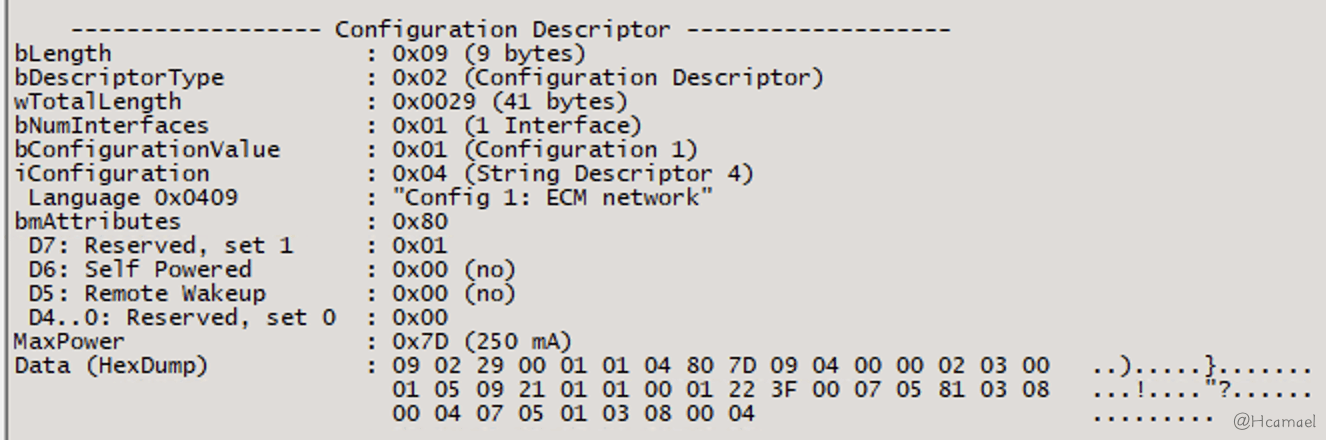 ------------------ Configuration Descriptor -------------------
bLength                  : 0x09 (9 bytes)
bDescriptorType          : 0x02 (Configuration Descriptor)
wTotalLength             : 0x0029 (41 bytes)
bNumInterfaces           : 0x01 (1 Interface)
bConfigurationValue      : 0x01 (Configuration 1)
iConfiguration           : 0x04 (String Descriptor 4)
 Language 0x0409         : "Config 1: ECM network"
bmAttributes             : 0x80
 D7: Reserved, set 1     : 0x01
 D6: Self Powered        : 0x00 (no)
 D5: Remote Wakeup       : 0x00 (no)
 D4..0: Reserved, set 0  : 0x00
MaxPower                 : 0x7D (250 mA)
Data (HexDump)           : 09 02 29 00 01 01 04 80 7D 09 04 00 00 02 03 00   ..).....}.......
                           01 05 09 21 01 01 00 01 22 3F 00 07 05 81 03 08   ...!...."?......
                           00 04 07 05 01 03 08 00 04                        .........
@Hcamael